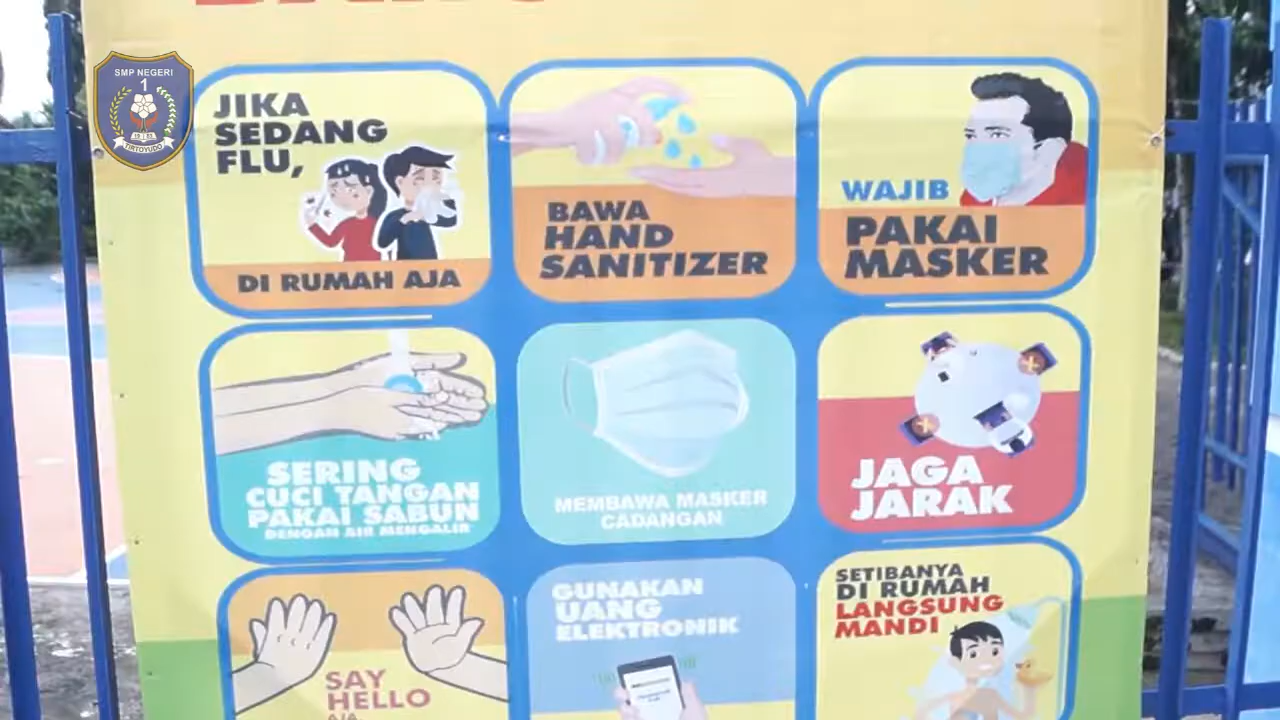 SMP NEGERI
1
TIRTOYUDO
JIKA
SEDANG
FLU,
DI RUMAH AJA
BAWA
HAND
SANITIZER
WAJIB
PAKAI
MASKER
SERING
CUCI TANGAN
PAKAI SABUN
DENGAN AIR MENGALIR
MEMBAWA MASKER
CADANGAN
JAGA
JARAK
SAY
HELLO
AJA
GUNAKAN
UANG
ELEKTRONIK
SETIBANYA
DI RUMAH
LANGSUNG
MANDI